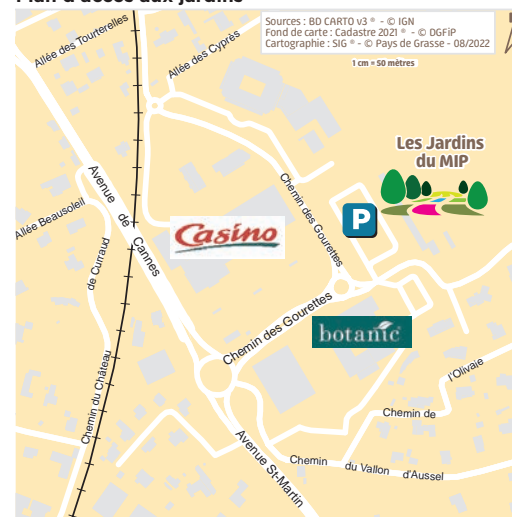 Plan d'accès aux jardins
Sources : BD CARTO v3 ® - © IGN
Fond de carte : Cadastre 2021 ® - © DGFiP
Cartographie : SIG ® - © Pays de Grasse - 08/2022
1 cm = 50 mètres
Allée des Tourterelles
Allée des Cyprès
Les Jardins
du MIP
P
Avenue de Cannes
Chemin des Gourettes
Allée Beausoleil
Casino
Chemin du Château
de Curraud
Chemin des Gourettes
botanic
l'Olivaie
Chemin de
Avenue St-Martin
Chemin du Vallon d'Aussel